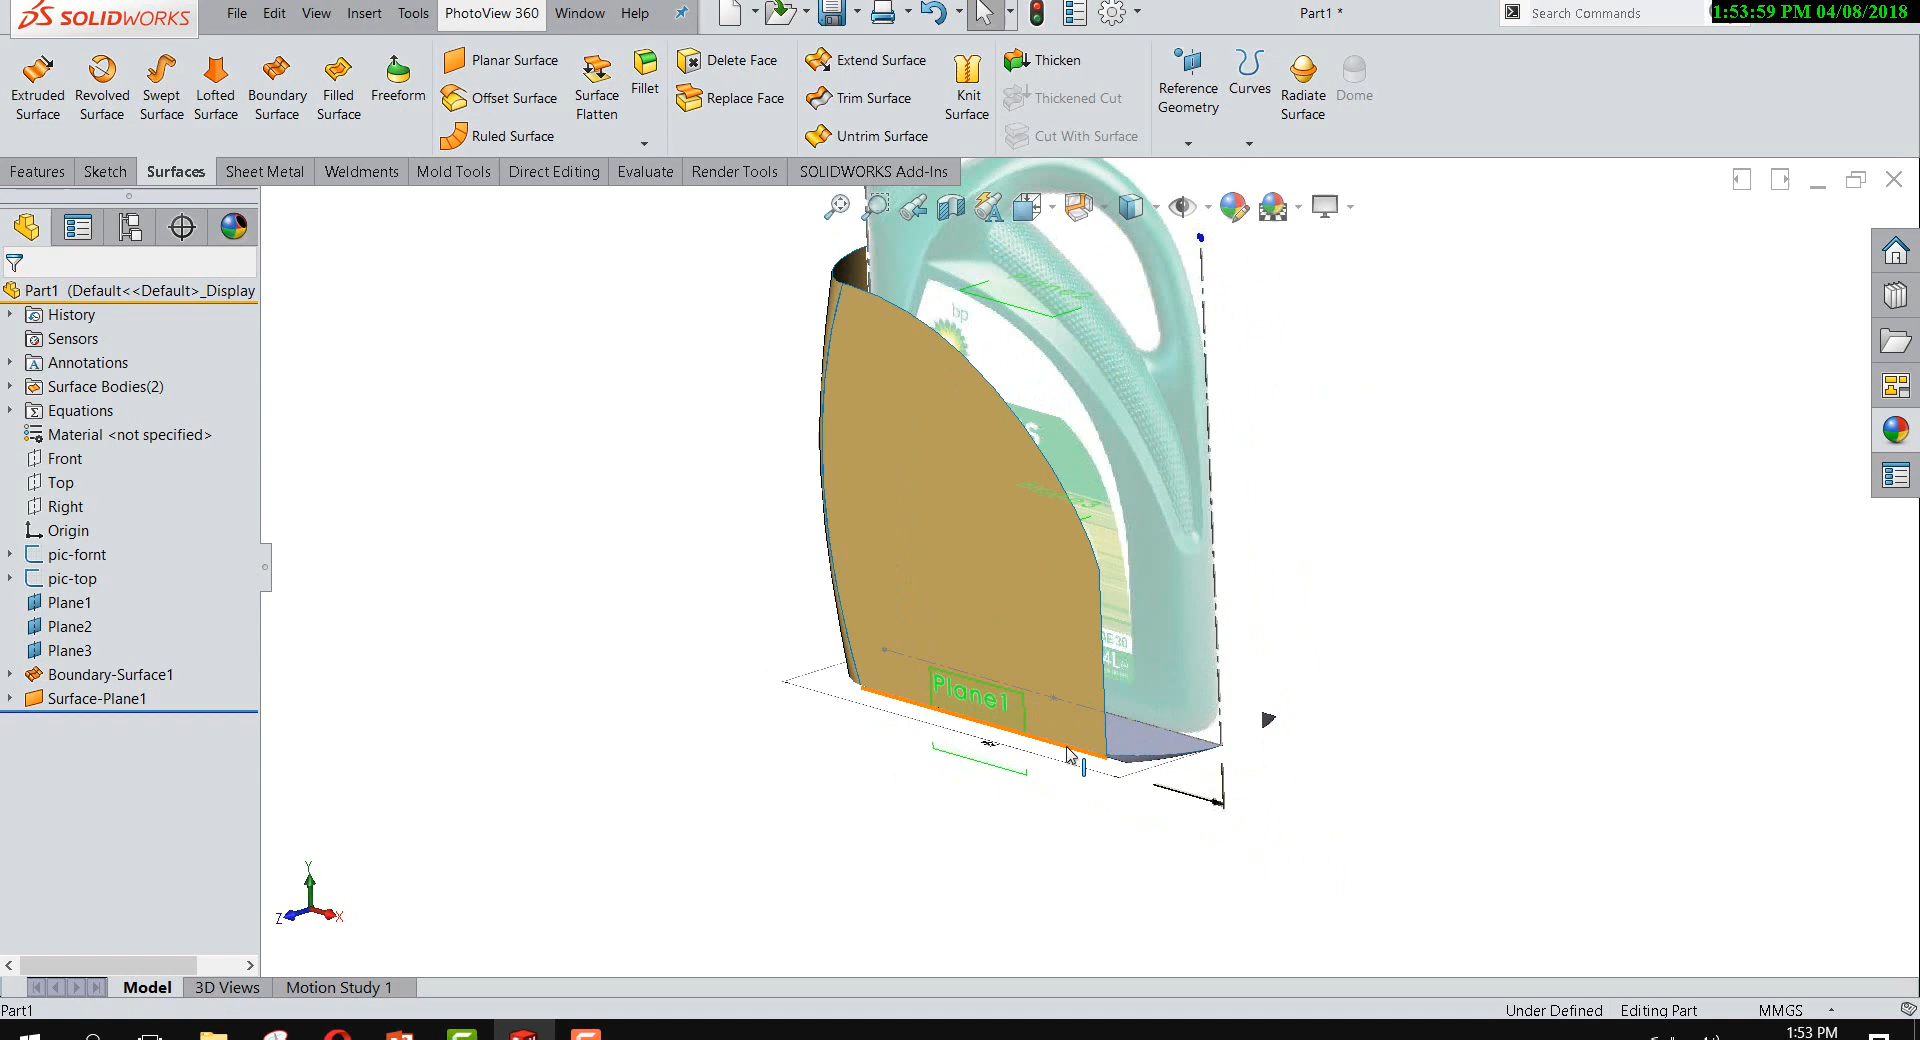 SOLIDWORKS
File Edit View Insert Tools PhotoView 360 Window Help
Part1 *
Search Commands
1:53:59 PM 04/08/2018
Extruded Surface
Revolved Surface
Swept Surface
Lofted Surface
Boundary Surface
Filled Surface
Freeform
Planar Surface
Offset Surface
Ruled Surface
Surface Flatten
Fillet
Delete Face
Replace Face
Extend Surface
Trim Surface
Untrim Surface
Knit Surface
Thicken
Thickened Cut
Cut With Surface
Reference Geometry
Curves
Radiate Surface
Dome
Features Sketch Surfaces Sheet Metal Weldments Mold Tools Direct Editing Evaluate Render Tools SOLIDWORKS Add-Ins
Part1 (Default<<Default>_Display
History
Sensors
Annotations
Surface Bodies(2)
Equations
Material <not specified>
Front
Top
Right
Origin
pic-fornt
pic-top
Plane1
Plane2
Plane3
Boundary-Surface1
Surface-Plane1
bp
S
4L
Plane1
Y
Z
X
Model 3D Views Motion Study 1
Part1
Under Defined Editing Part MMGS
1:53 PM